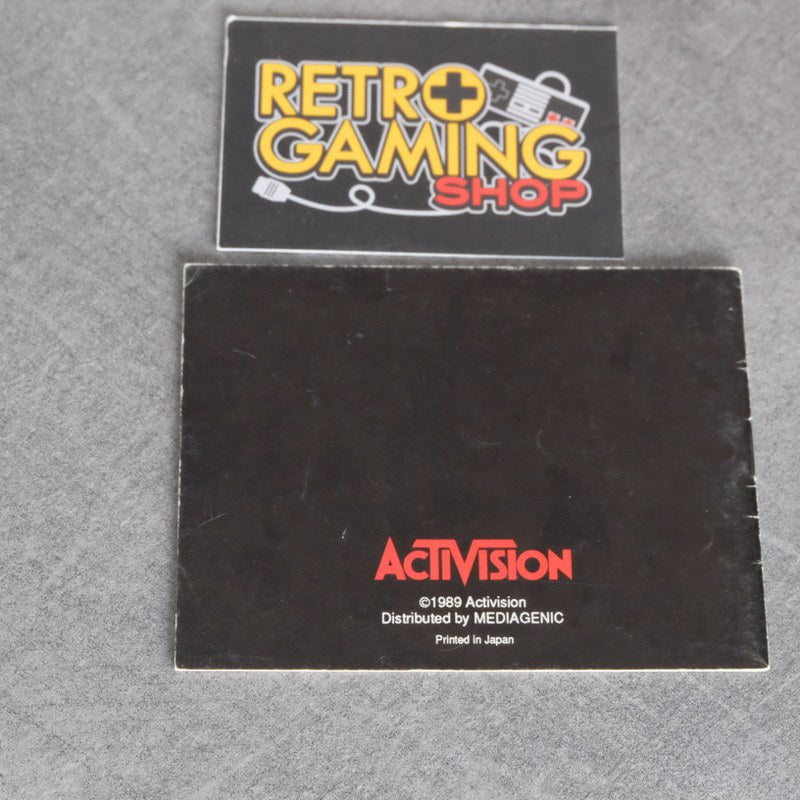 RETRO
GAMING
SHOP
ACTIVISION
©1989 Activision
Distributed by MEDIAGENIC
Printed in Japan